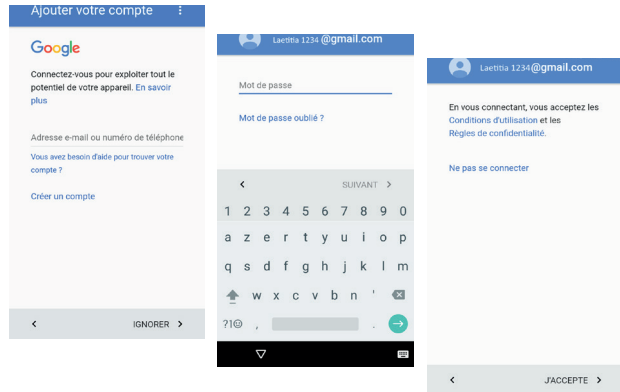 Ajouter votre compte
Google
Connectez-vous pour exploiter tout le
potentiel de votre appareil. En savoir
plus
Adresse e-mail ou numéro de téléphone
Vous avez besoin d'aide pour trouver votre
compte ?
Créer un compte
IGNORER
Laetitia 1234 @gmail.com
Mot de passe
Mot de passe oublié ?
SUIVANT
1 2 3 4 5 6 7 8 9 0
a z e r t y u i o p
q s d f g h j k l m
w x c v b n '
?1☺ , .
Laetitia 1234@gmail.com
En vous connectant, vous acceptez les
Conditions d'utilisation et les
Règles de confidentialité.
Ne pas se connecter
J'ACCEPTE